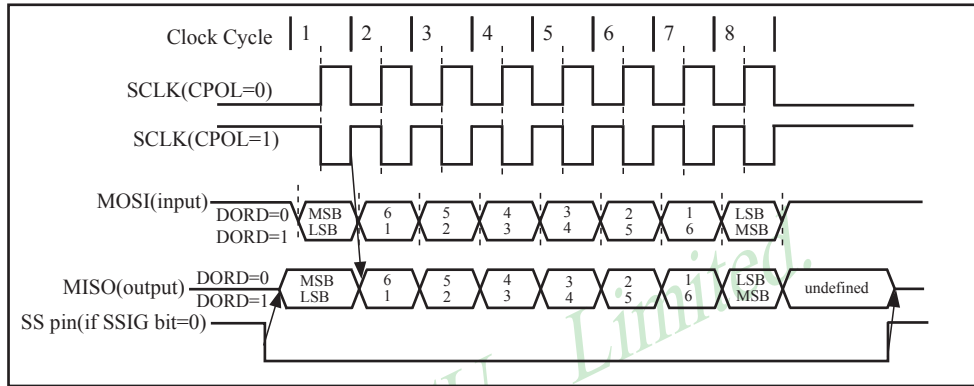 Clock Cycle 1 2 3 4 5 6 7 8
SCLK(CPOL=0)
SCLK(CPOL=1)
MOSI(input) DORD=0 MSB 6 5 4 3 2 1 LSB
DORD=1 LSB 1 2 3 4 5 6 MSB
MISO(output) DORD=0 MSB 6 5 4 3 2 1 LSB undefined
DORD=1 LSB 1 2 3 4 5 6 MSB
SS pin(if SSIG bit=0)
Limited.